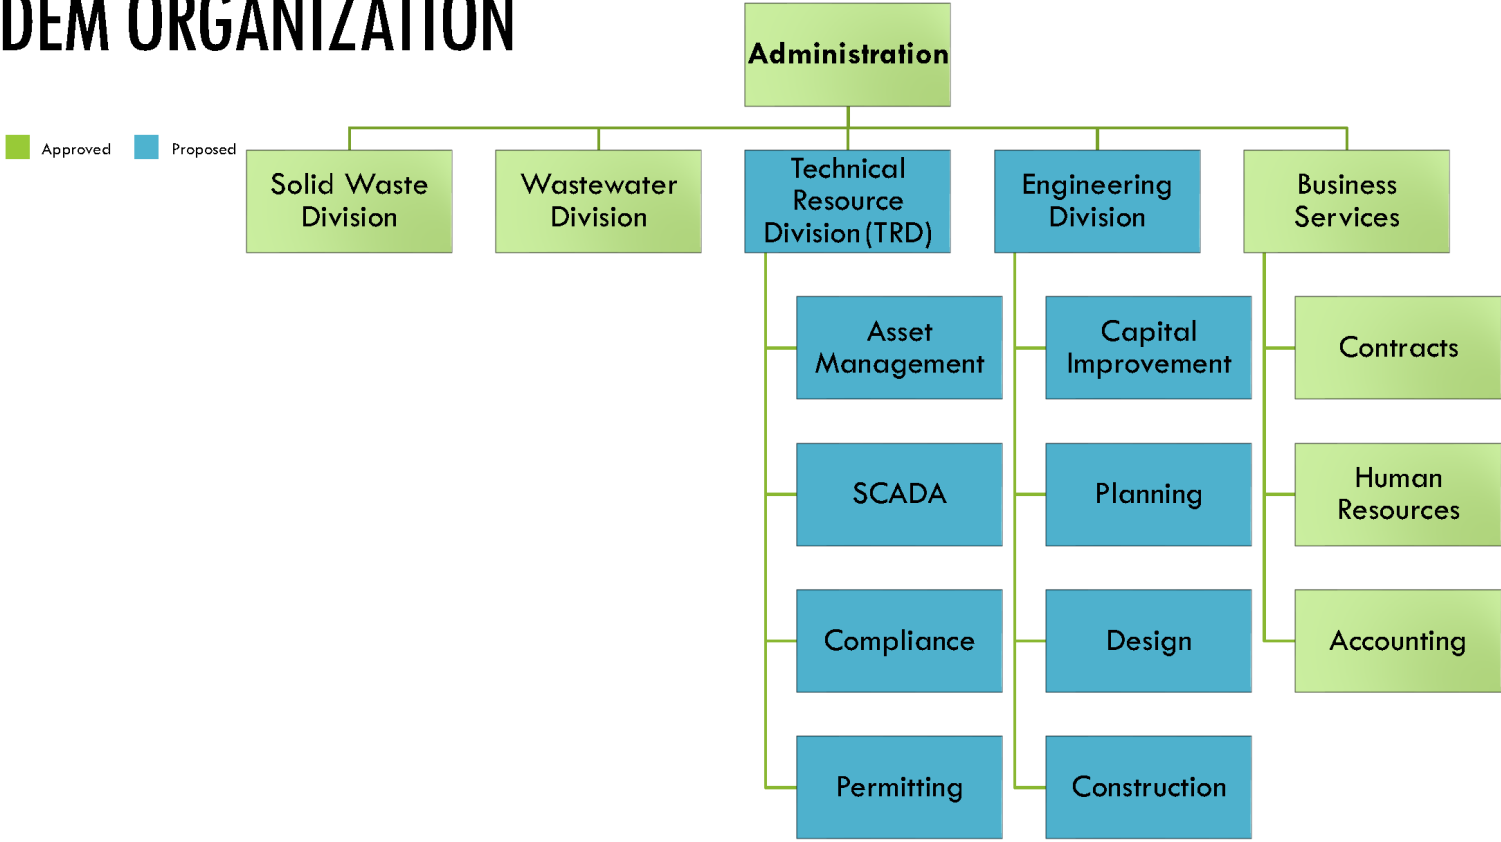 DEM ORGANIZATION
Administration
Approved
Proposed
Solid Waste
Division
Wastewater
Division
Technical
Resource
Division (TRD)
Engineering
Division
Business
Services
Asset
Management
SCADA
Compliance
Permitting
Capital
Improvement
Planning
Design
Construction
Contracts
Human
Resources
Accounting